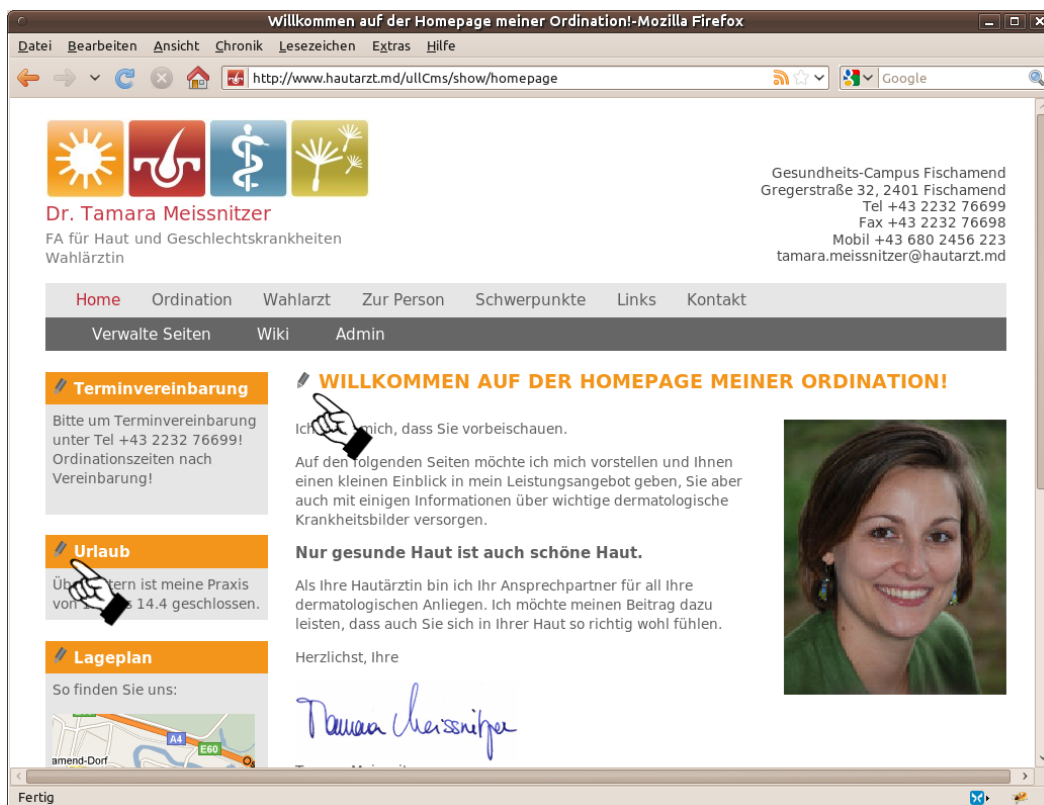 Willkommen auf der Homepage meiner Ordination!-Mozilla Firefox
Datei Bearbeiten Ansicht Chronik Lesezeichen Extras Hilfe
http://www.hautarzt.md/ullCms/show/homepage
Google
Dr. Tamara Meissnitzer
FA für Haut und Geschlechtskrankheiten
Wahlärztin
Gesundheits-Campus Fischamend
Gregerstraße 32, 2401 Fischamend
Tel +43 2232 76699
Fax +43 2232 76698
Mobil +43 680 2456 223
tamara.meissnitzer@hautarzt.md
Home Ordination Wahlarzt Zur Person Schwerpunkte Links Kontakt
Verwalte Seiten Wiki Admin
Terminvereinbarung
Bitte um Terminvereinbarung
unter Tel +43 2232 76699!
Ordinationszeiten nach
Vereinbarung!
Urlaub
ist meine Praxis
von 14.4 geschlossen.
Lageplan
So finden Sie uns:
A4
E60
amend-Dorf
WILLKOMMEN AUF DER HOMEPAGE MEINER ORDINATION!
Ich mich, dass Sie vorbeischauen.
Auf den folgenden Seiten möchte ich mich vorstellen und Ihnen
einen kleinen Einblick in mein Leistungsangebot geben, Sie aber
auch mit einigen Informationen über wichtige dermatologische
Krankheitsbilder versorgen.
Nur gesunde Haut ist auch schöne Haut.
Als Ihre Hautärztin bin ich Ihr Ansprechpartner für all Ihre
dermatologischen Anliegen. Ich möchte meinen Beitrag dazu
leisten, dass auch Sie sich in Ihrer Haut so richtig wohl fühlen.
Herzlichst, Ihre
Tamara Meissnitzer
Fertig